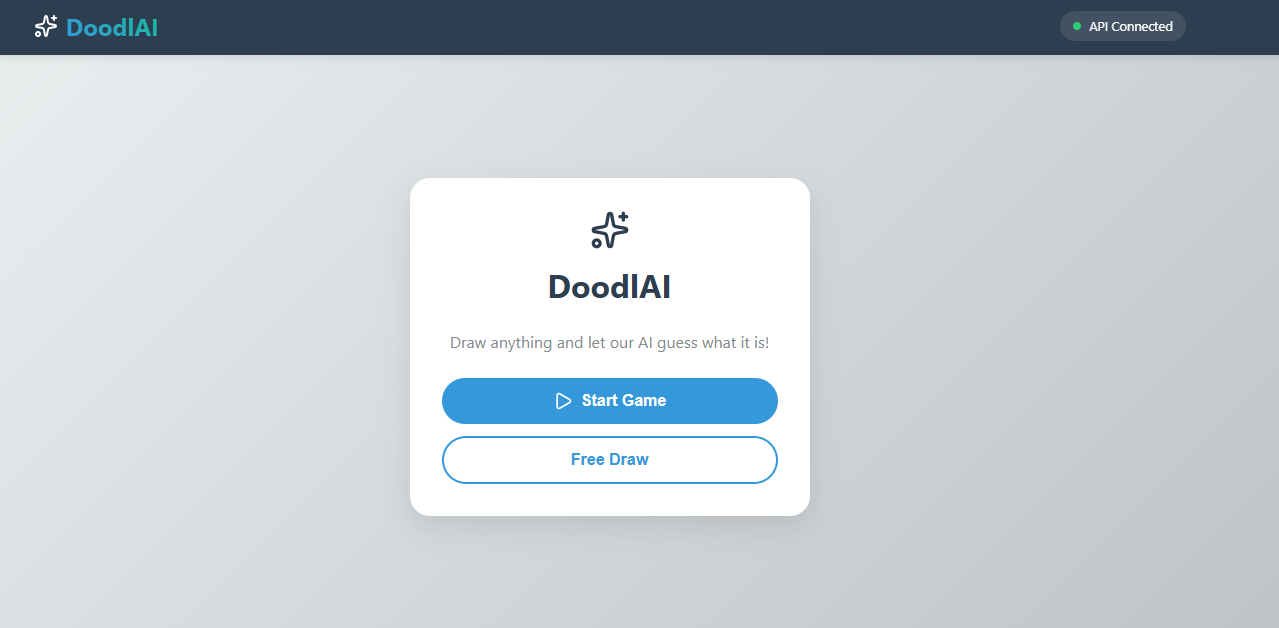 DoodlAI
API Connected
DoodlAI
Draw anything and let our AI guess what it is!
Start Game
Free Draw